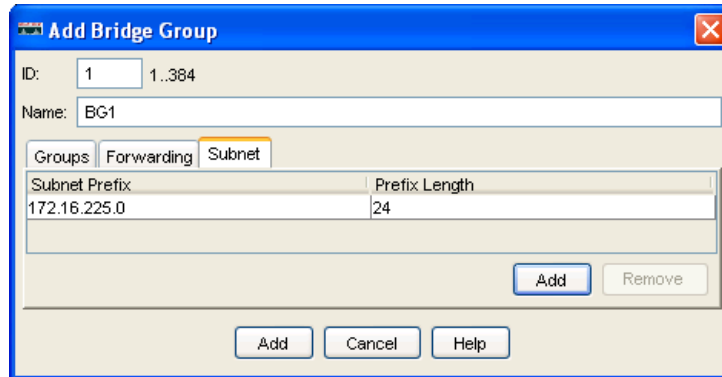 Add Bridge Group
ID: 1 1..384
Name: BG1
Groups Forwarding Subnet
Subnet Prefix Prefix Length
172.16.225.0 24
Add Remove
Add Cancel Help